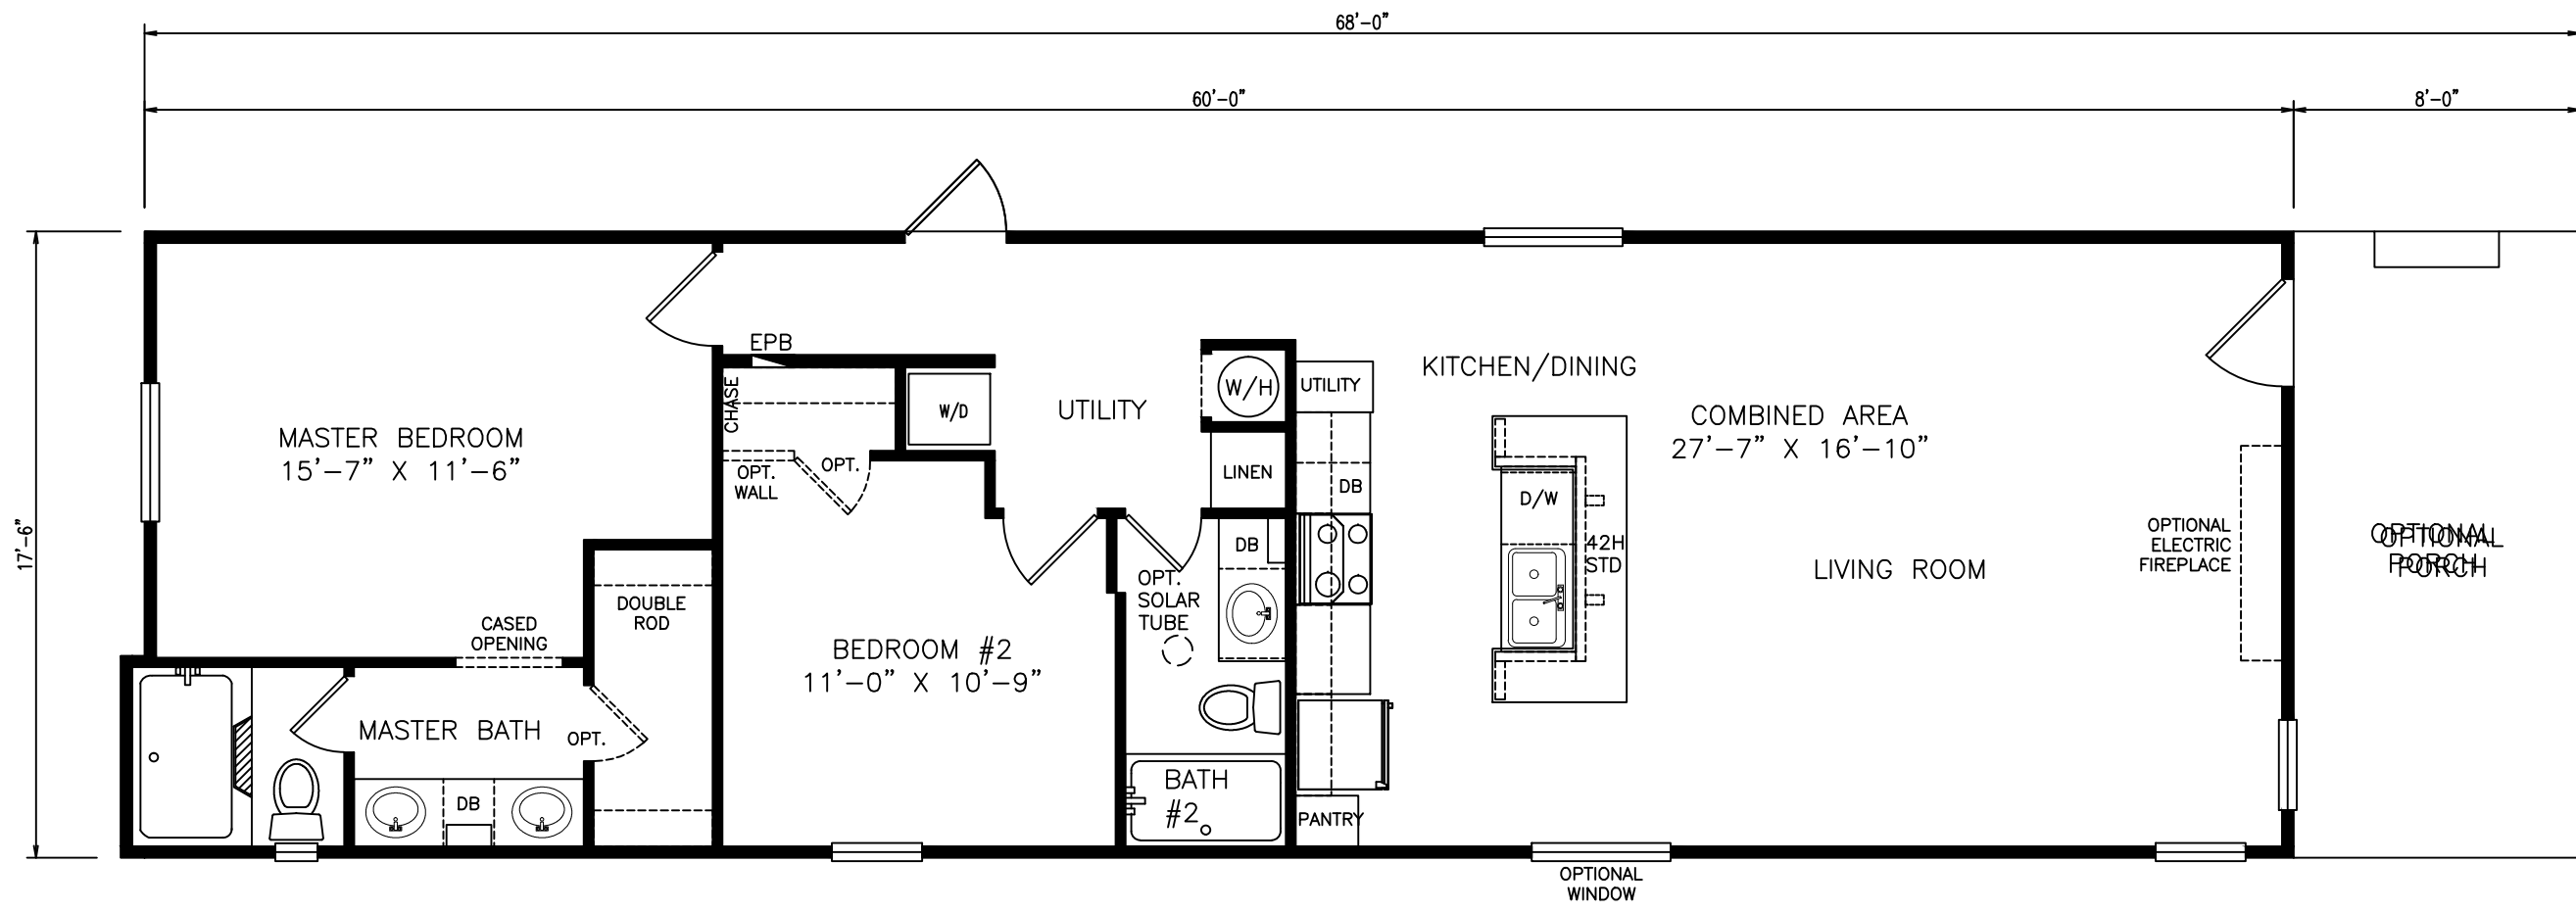 68'-0"
60'-0"
8'-0"
17'-6"
MASTER BEDROOM
15'-7" X 11'-6"
EPB
CHASE
W/D
UTILITY
W/H
UTILITY
KITCHEN/DINING
COMBINED AREA
27'-7" X 16'-10"
OPT.
WALL
OPT.
LINEN
DB
D/W
42H
STD
OPTIONAL
ELECTRIC
FIREPLACE
OPTIONAL
PORCH
OPTIONAL
PORCH
LIVING ROOM
DB
OPT.
SOLAR
TUBE
DOUBLE
ROD
CASED
OPENING
BEDROOM #2
11'-0" X 10'-9"
MASTER BATH
OPT.
DB
BATH
#2
PANTRY
OPTIONAL
WINDOW